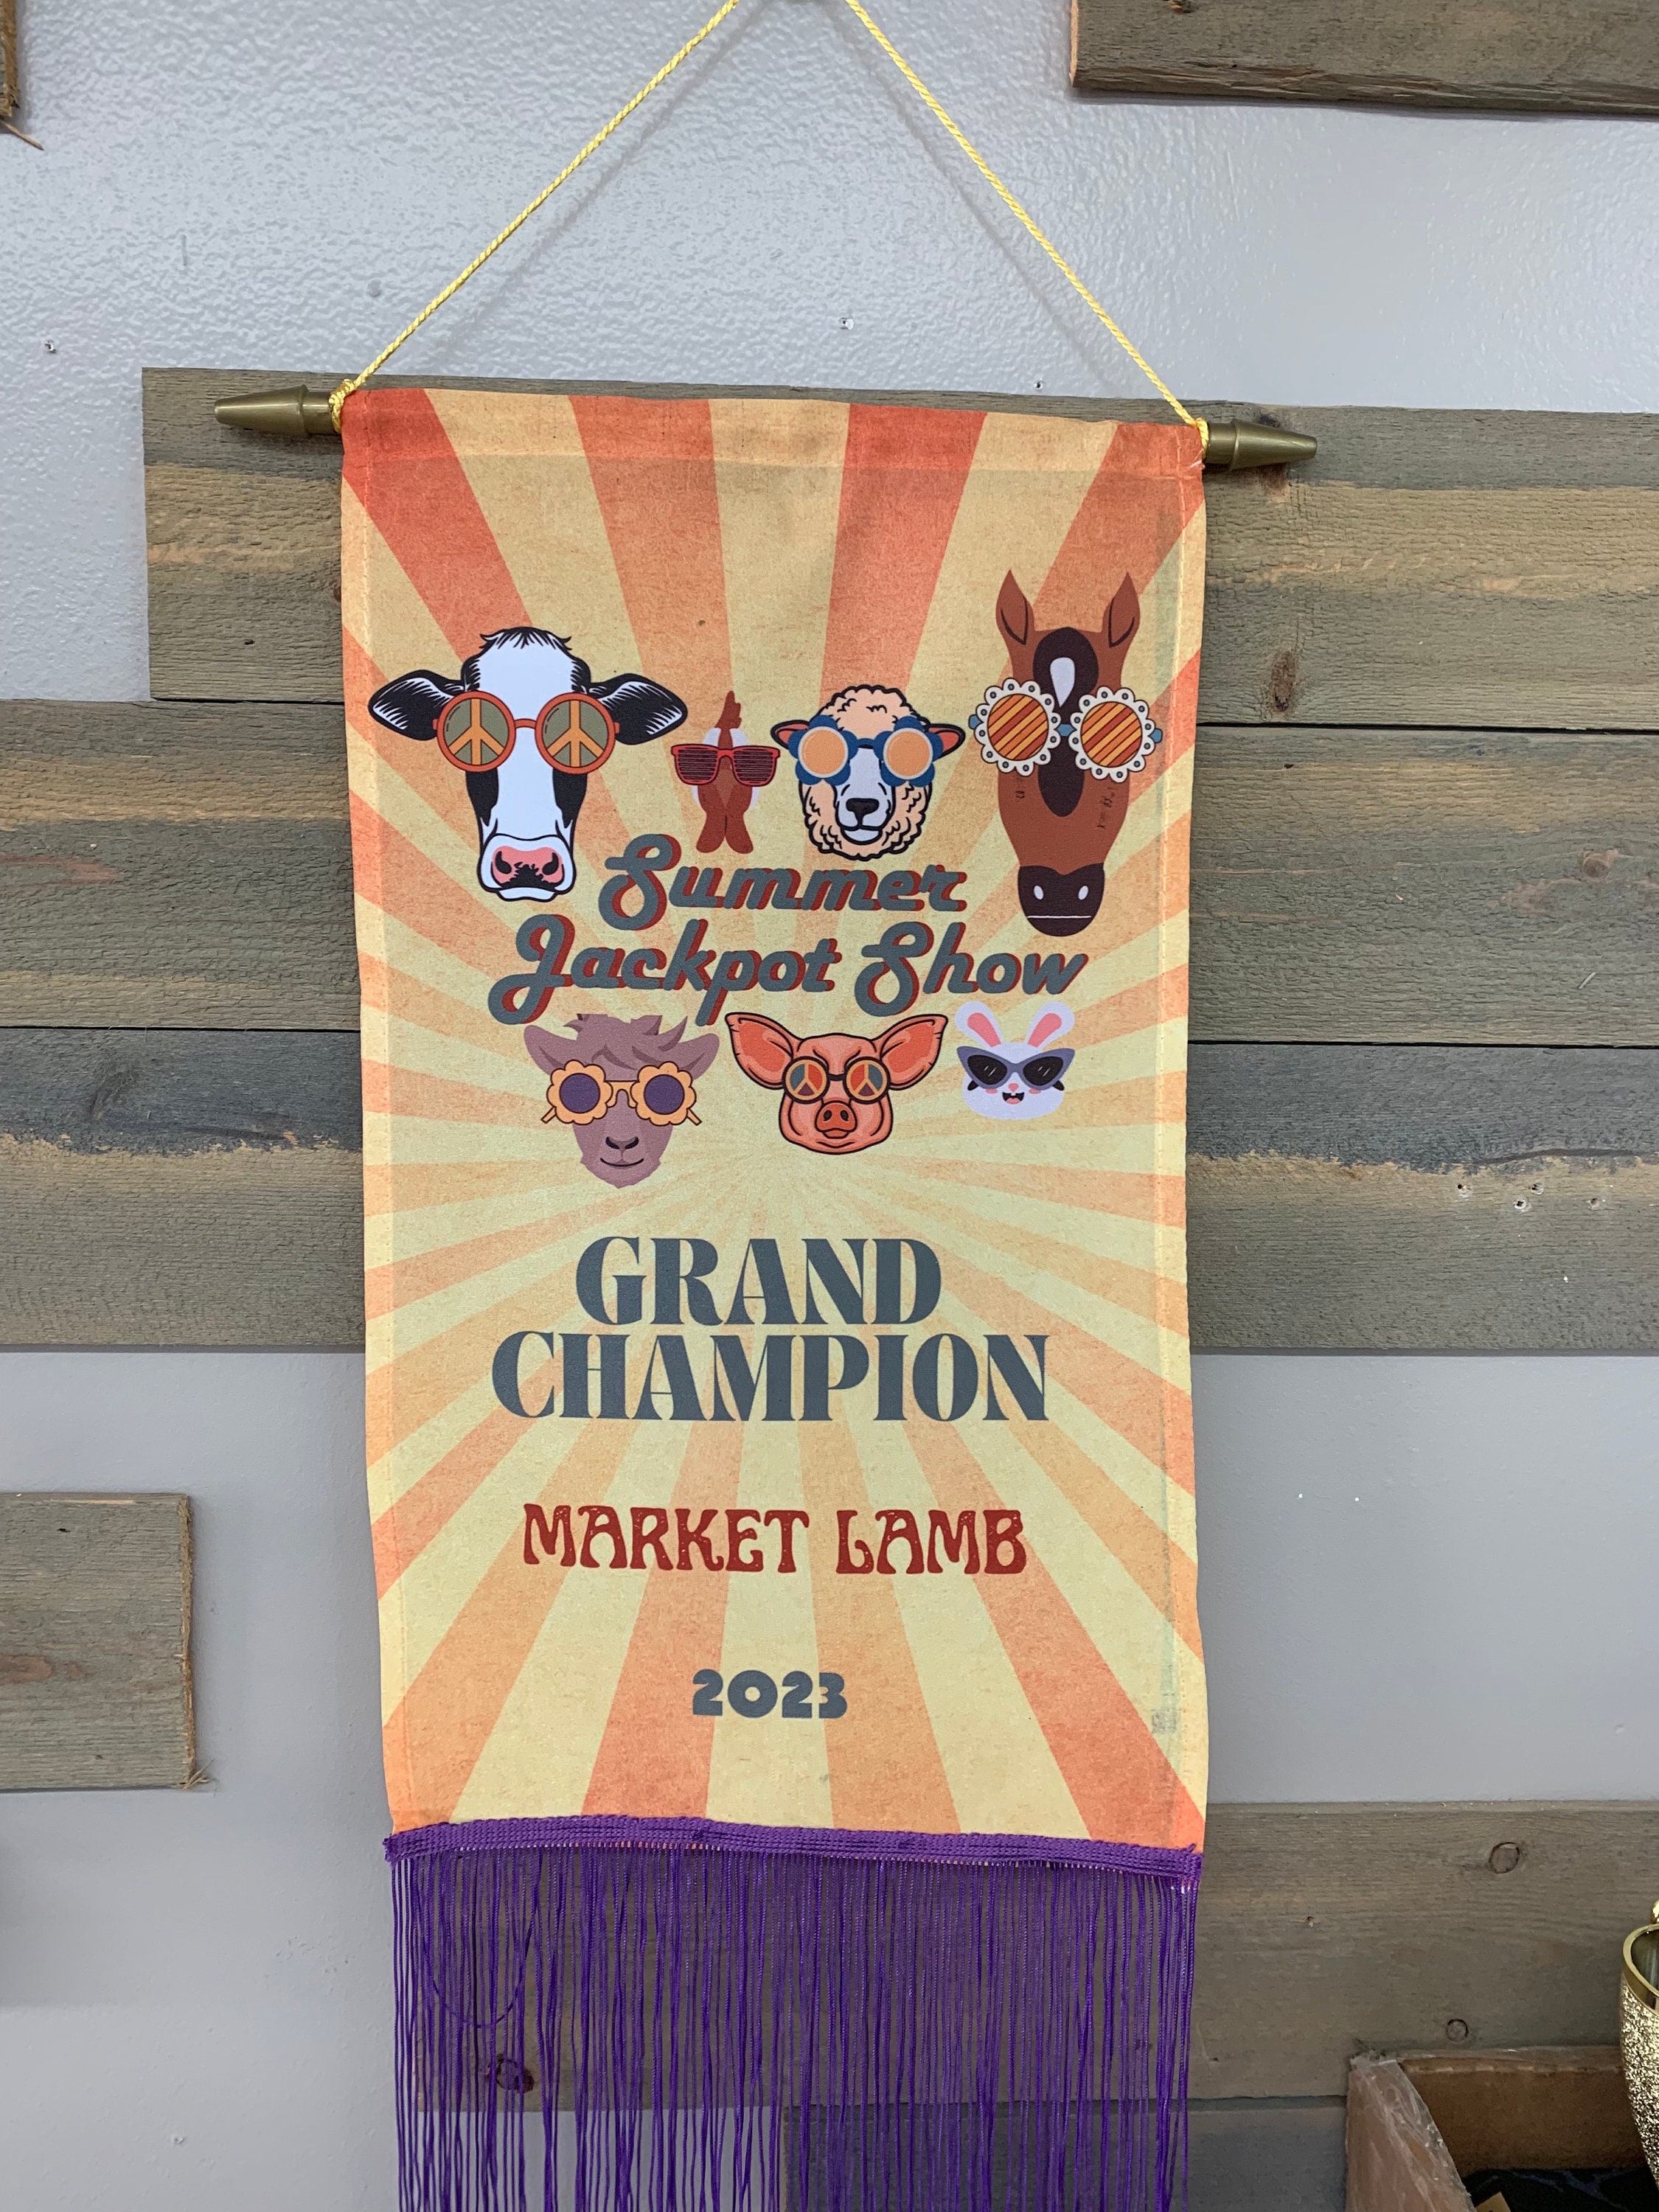 Summer
Jackpot Show
GRAND
CHAMPION
MARKET LAMB
2023